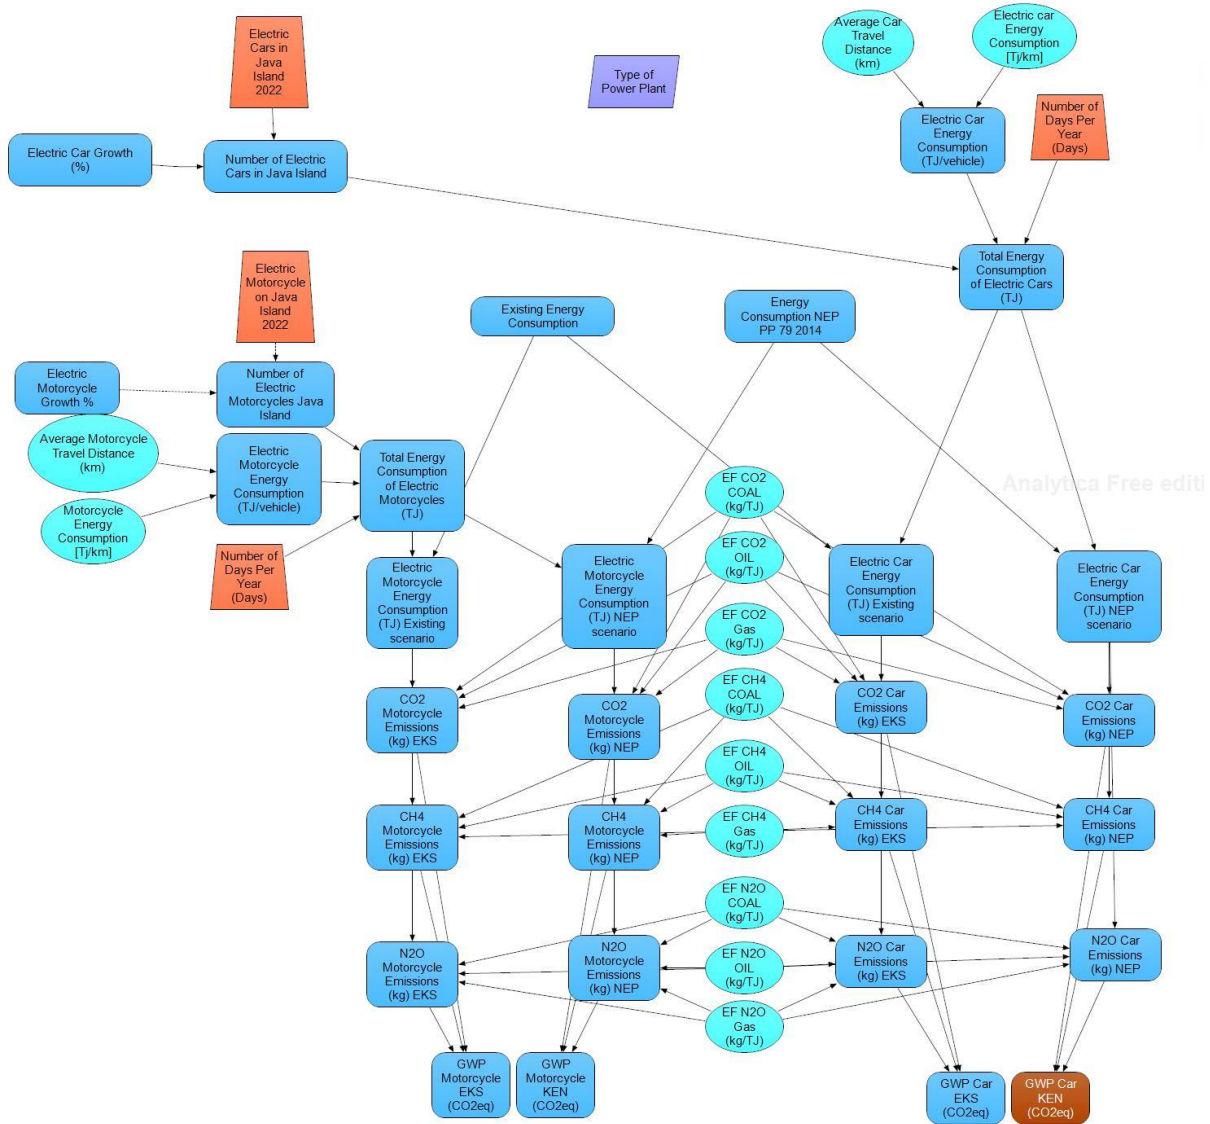 Electric
Cars in
Java
Island
2022
Type of
Power Plant
Average Car
Travel
Distance
(km)
Electric car
Energy
Consumption
[Tj/km]
Electric Car
Energy
Consumption
(TJ/vehicle)
Number of
Days Per
Year
(Days)
Electric Car Growth
(%)
Number of Electric
Cars in Java Island
Total Energy
Consumption
of Electric Cars
(TJ)
Electric
Motorcycle
on Java
Island
2022
Existing Energy
Consumption
Energy
Consumption NEP
PP 79 2014
Electric
Motorcycle
Growth %
Number of
Electric
Motorcycles Java
Island
Average Motorcycle
Travel Distance
(km)
Electric
Motorcycle
Energy
Consumption
(TJ/vehicle)
Total Energy
Consumption
of Electric
Motorcycles
(TJ)
Motorcycle
Energy
Consumption
[Tj/km]
Number of
Days Per
Year
(Days)
Analytica Free editi
EF CO2
COAL
(kg/TJ)
EF CO2
OIL
(kg/TJ)
EF CO2
Gas
(kg/TJ)
Electric
Motorcycle
Energy
Consumption
(TJ) Existing
scenario
Electric
Motorcycle
Energy
Consumption
(TJ) NEP
scenario
Electric Car
Energy
Consumption
(TJ) Existing
scenario
Electric Car
Energy
Consumption
(TJ) NEP
scenario
CO2
Motorcycle
Emissions
(kg) EKS
CO2
Motorcycle
Emissions
(kg) NEP
EF CH4
COAL
(kg/TJ)
CO2 Car
Emissions
(kg) EKS
CO2 Car
Emissions
(kg) NEP
EF CH4
OIL
(kg/TJ)
CH4
Motorcycle
Emissions
(kg) EKS
CH4
Motorcycle
Emissions
(kg) NEP
EF CH4
Gas
(kg/TJ)
CH4 Car
Emissions
(kg) EKS
CH4 Car
Emissions
(kg) NEP
EF N2O
COAL
(kg/TJ)
N2O
Motorcycle
Emissions
(kg) EKS
N2O
Motorcycle
Emissions
(kg) NEP
EF N2O
OIL
(kg/TJ)
N2O Car
Emissions
(kg) EKS
N2O Car
Emissions
(kg) NEP
EF N2O
Gas
(kg/TJ)
GWP
Motorcycle
EKS
(CO2eq)
GWP
Motorcycle
KEN
(CO2eq)
GWP Car
EKS
(CO2eq)
GWP Car
KEN
(CO2eq)